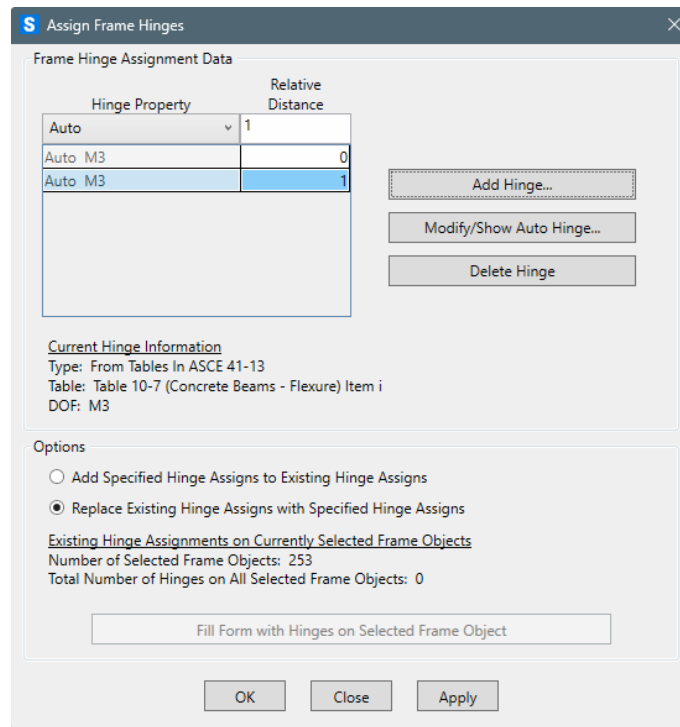 S Assign Frame Hinges
Frame Hinge Assignment Data
Relative
Hinge Property Distance
Auto 1
Auto M3 0
Auto M3 1
Add Hinge...
Modify/Show Auto Hinge...
Delete Hinge
Current Hinge Information
Type: From Tables In ASCE 41-13
Table: Table 10-7 (Concrete Beams - Flexure) Item i
DOF: M3
Options
Add Specified Hinge Assigns to Existing Hinge Assigns
Replace Existing Hinge Assigns with Specified Hinge Assigns
Existing Hinge Assignments on Currently Selected Frame Objects
Number of Selected Frame Objects: 253
Total Number of Hinges on All Selected Frame Objects: 0
Fill Form with Hinges on Selected Frame Object
OK Close Apply